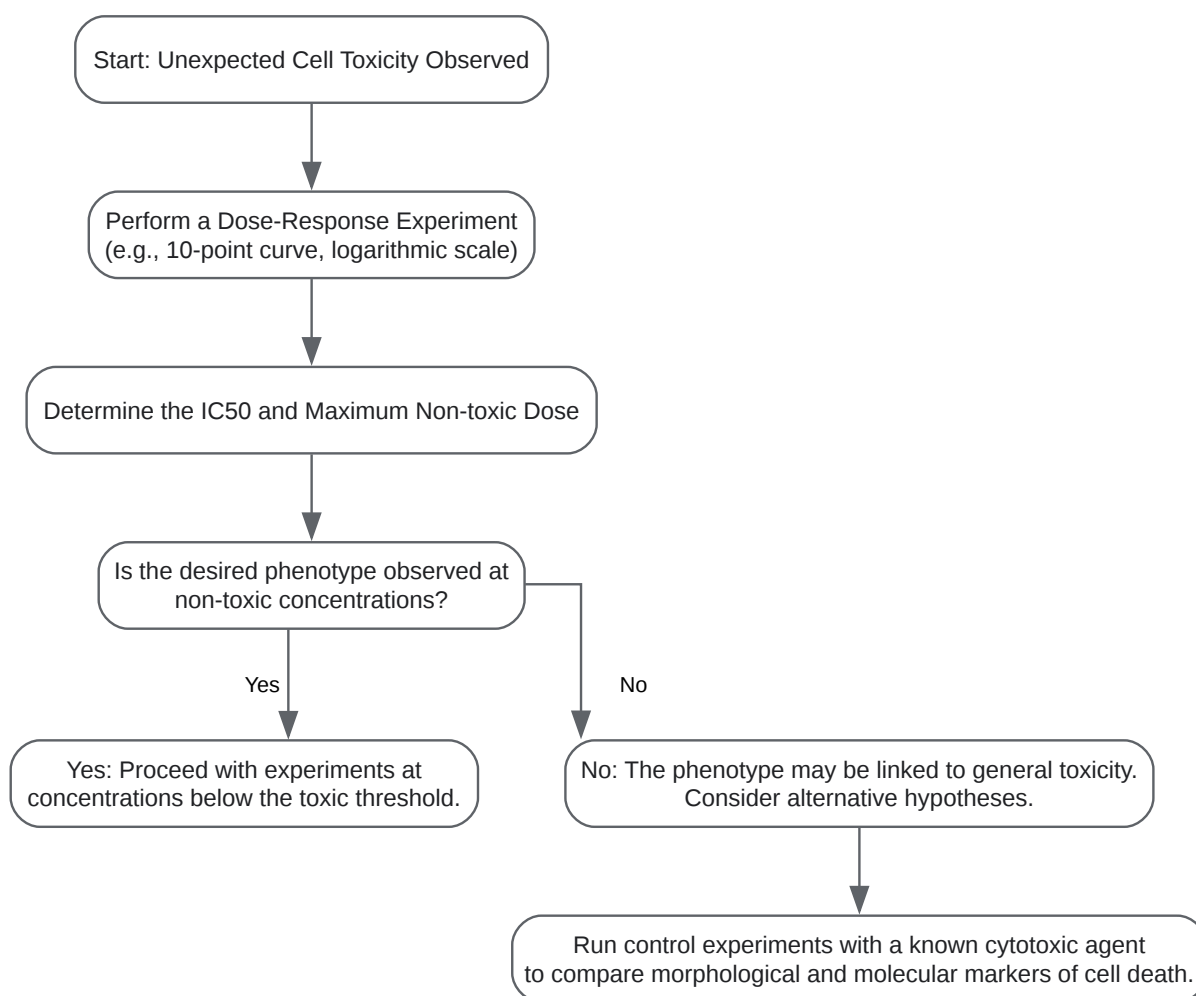 Start: Unexpected Cell Toxicity Observed
Perform a Dose-Response Experiment
(e.g., 10-point curve, logarithmic scale)
Determine the IC50 and Maximum Non-toxic Dose
Is the desired phenotype observed at
non-toxic concentrations?
Yes
No
Yes: Proceed with experiments at
concentrations below the toxic threshold.
No: The phenotype may be linked to general toxicity.
Consider alternative hypotheses.
Run control experiments with a known cytotoxic agent
to compare morphological and molecular markers of cell death.